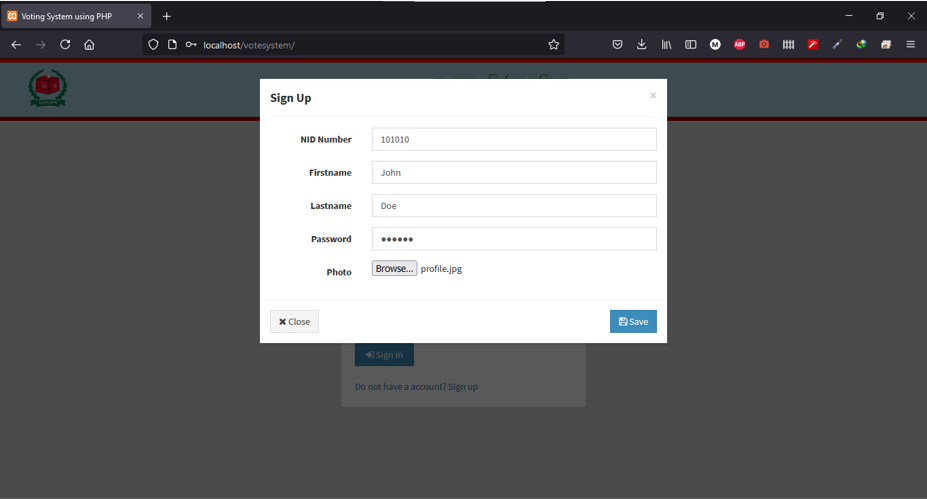 Voting System using PHP
localhost/votesystem/
M
ABP
Sign Up
NID Number
101010
Firstname
John
Lastname
Doe
Password
●●●●●●
Photo
Browse...
profile.jpg
Close
Save
Sign In
Do not have a account? Sign up